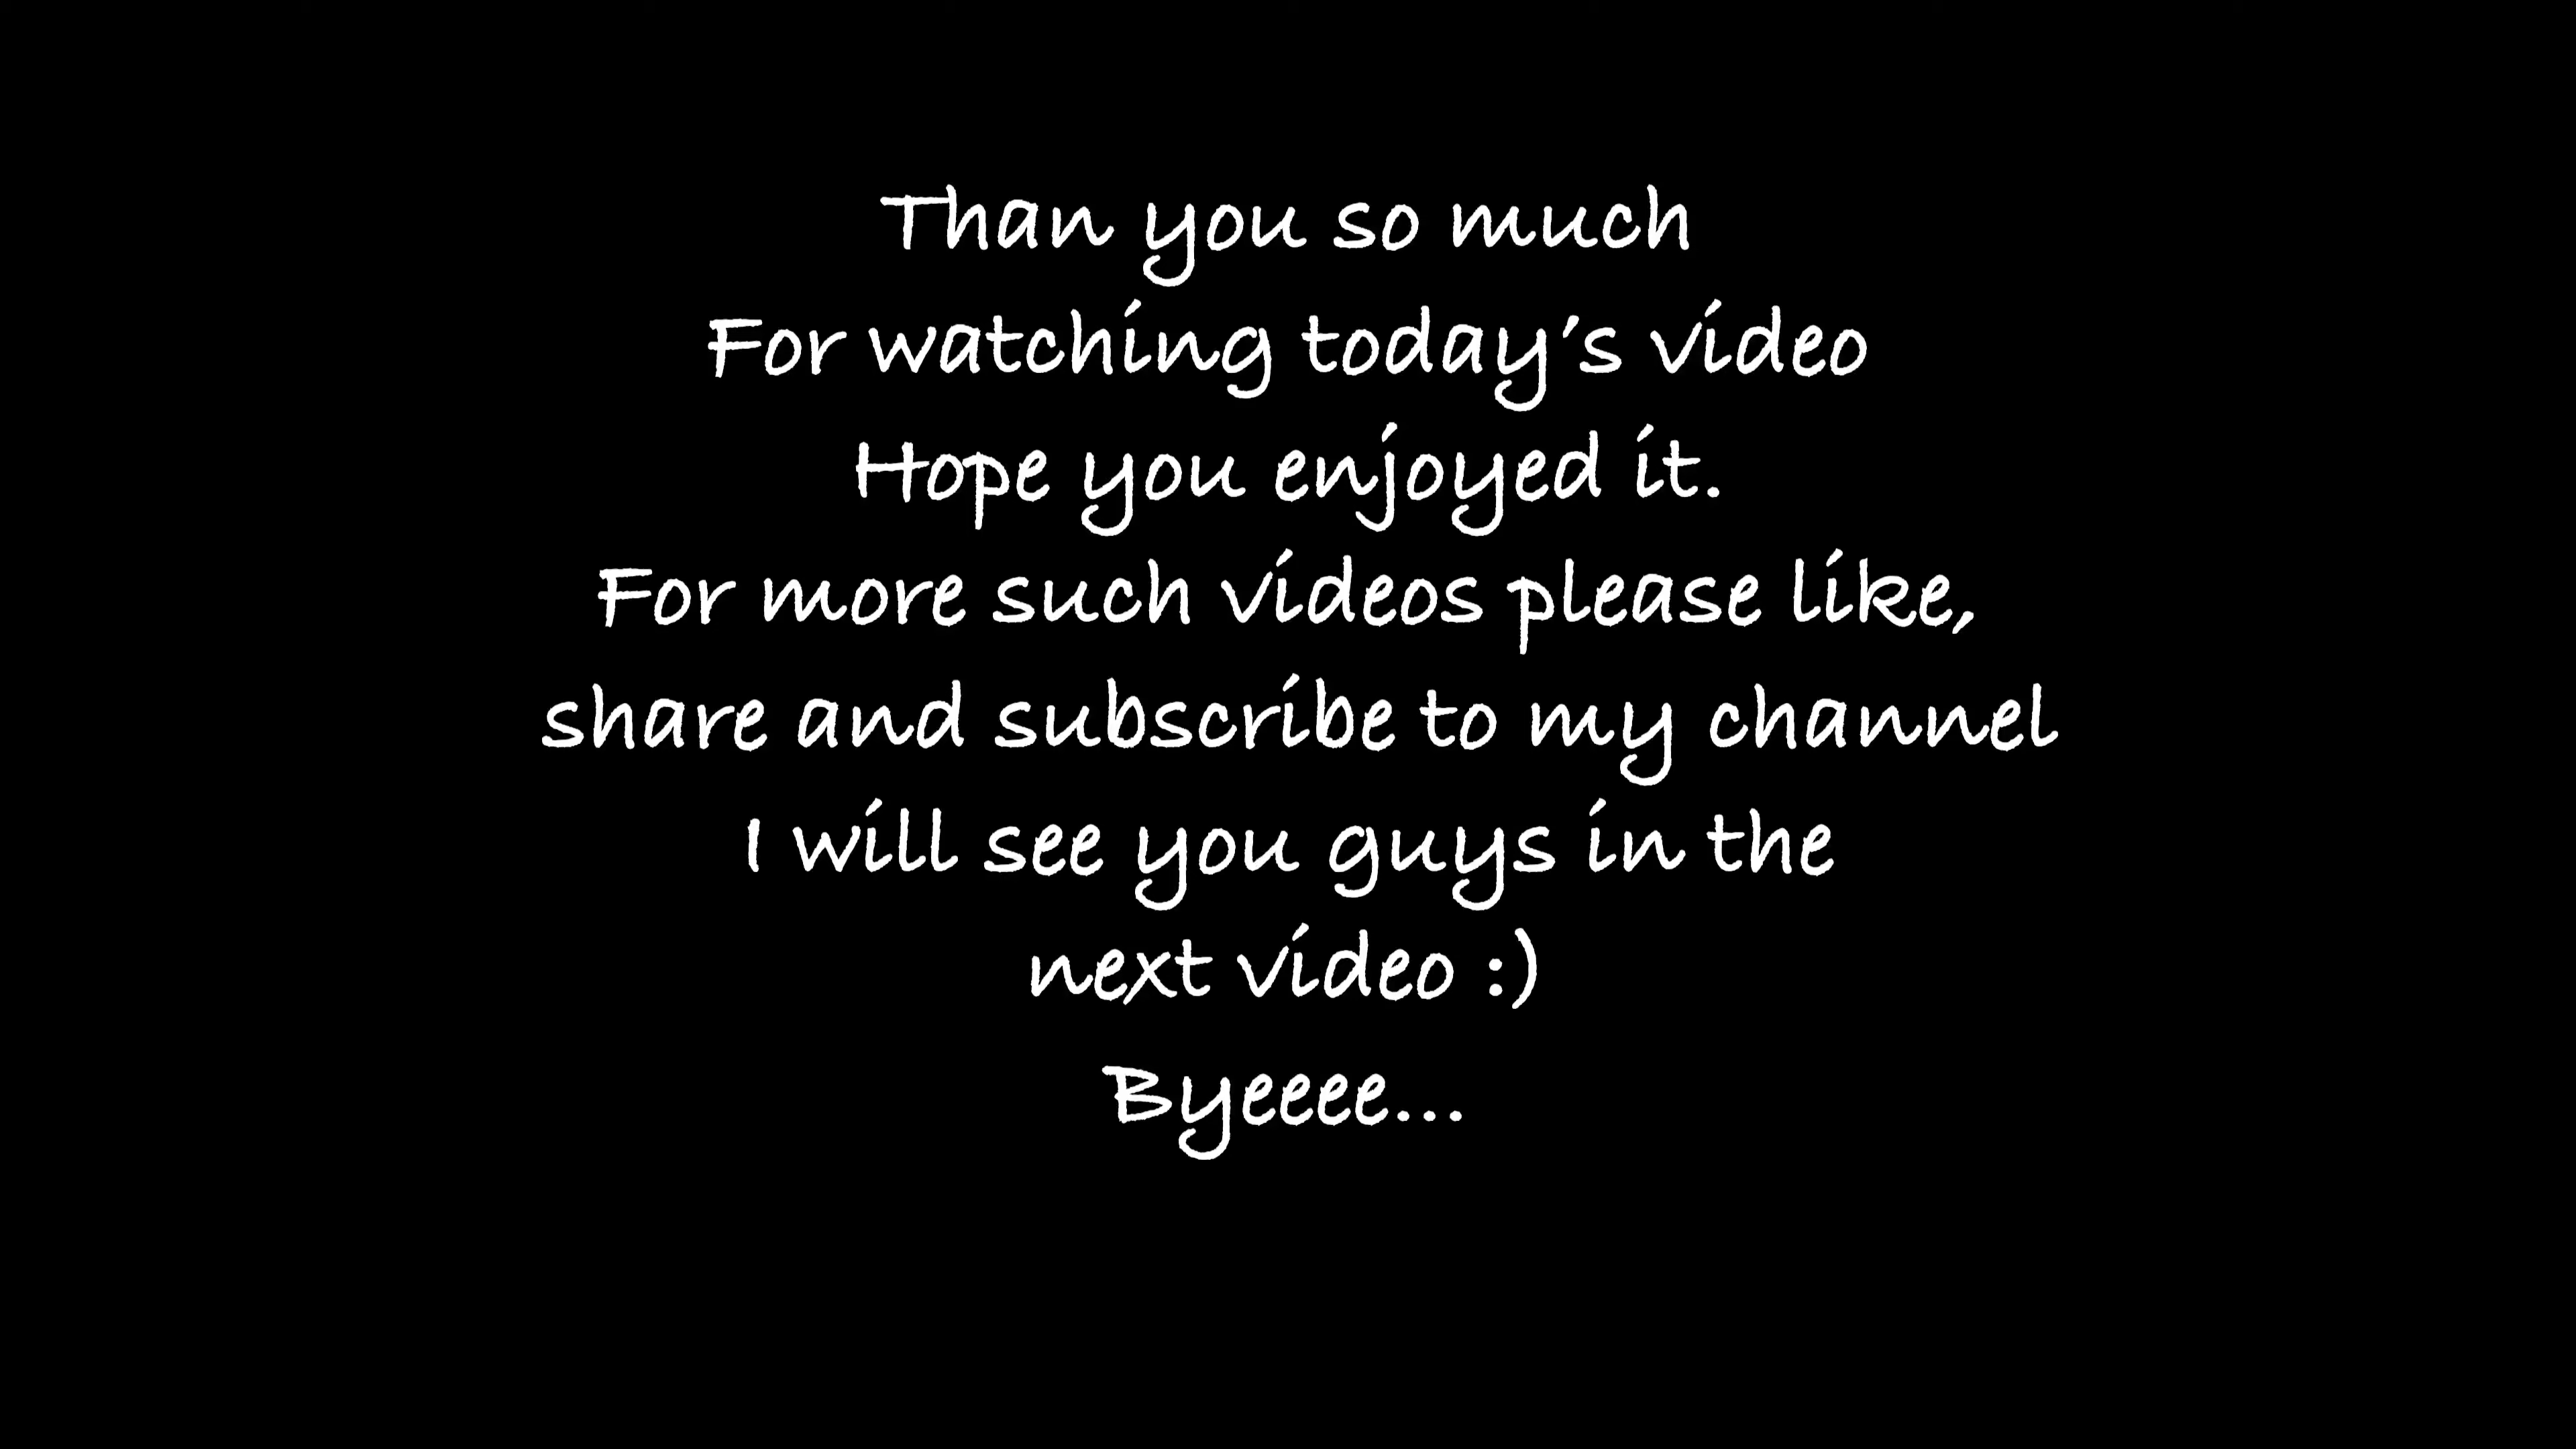 Than you so much
For watching today's video
Hope you enjoyed it.
For more such videos please like,
share and subscribe to my channel
I will see you guys in the
next video :)
Byeeee...